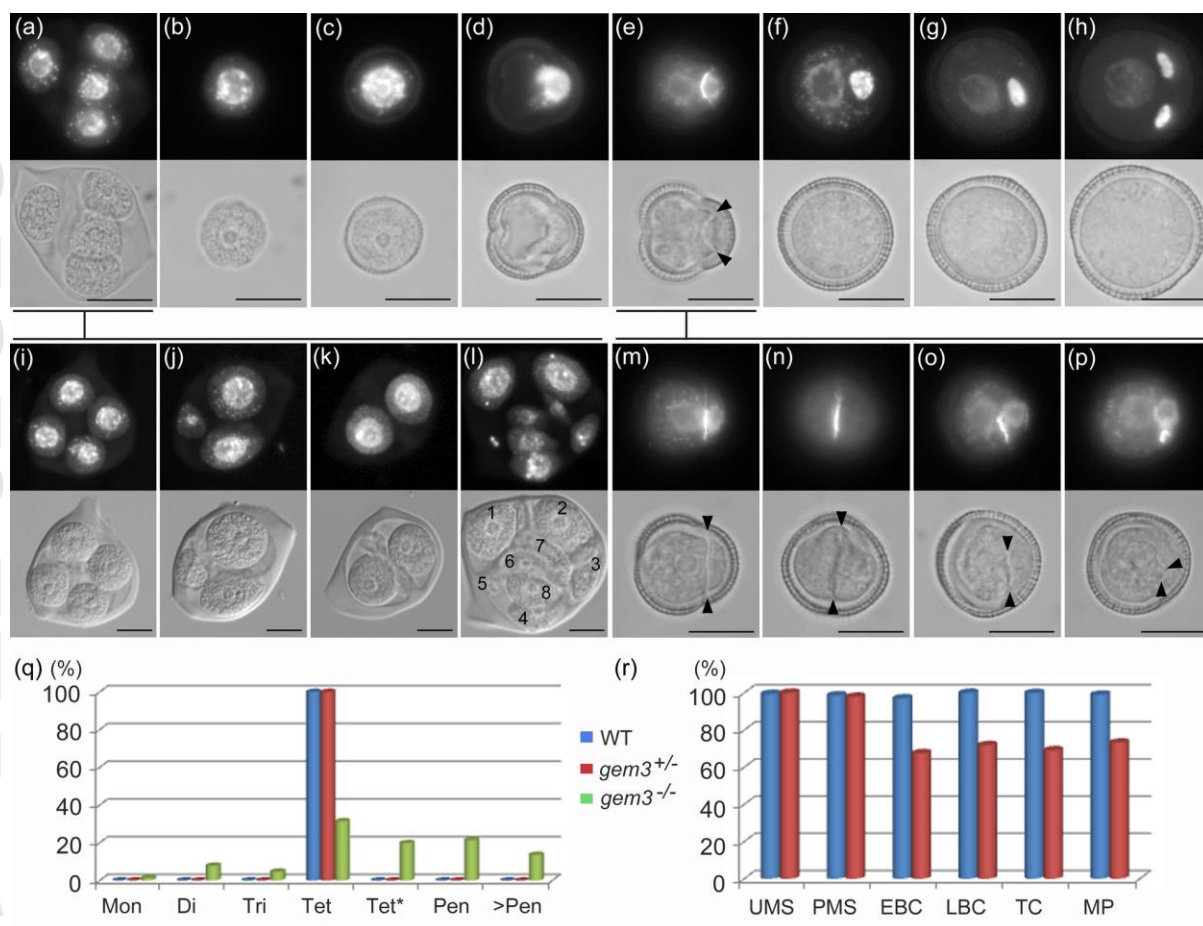 (a) (b) (c) (d) (e) (f) (g) (h)
(i) (j) (k) (l) (m) (n) (o) (p)
1 2
7
6 3
5 8
4
(q) (%)
100
80
60
40
20
0
Mon Di Tri Tet Tet* Pen >Pen
WT
gem3+/-
gem3-/-
(r) (%)
100
80
60
40
20
0
UMS PMS EBC LBC TC MP